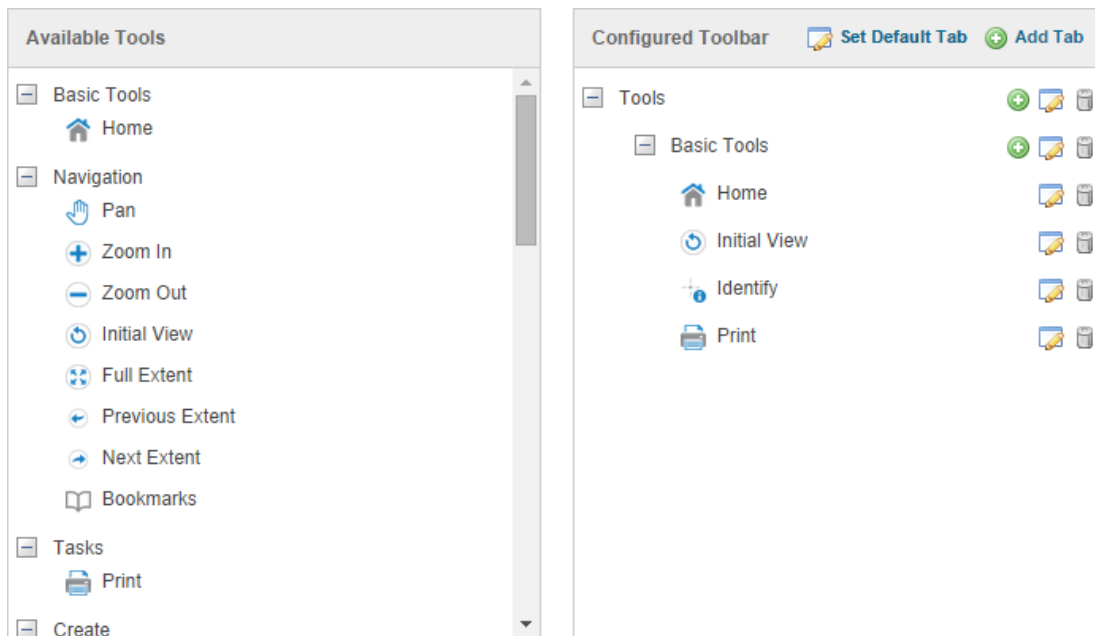 Available Tools
Basic Tools
Home
Navigation
Pan
Zoom In
Zoom Out
Initial View
Full Extent
Previous Extent
Next Extent
Bookmarks
Tasks
Print
Create
Configured Toolbar Set Default Tab Add Tab
Tools
Basic Tools
Home
Initial View
Identify
Print